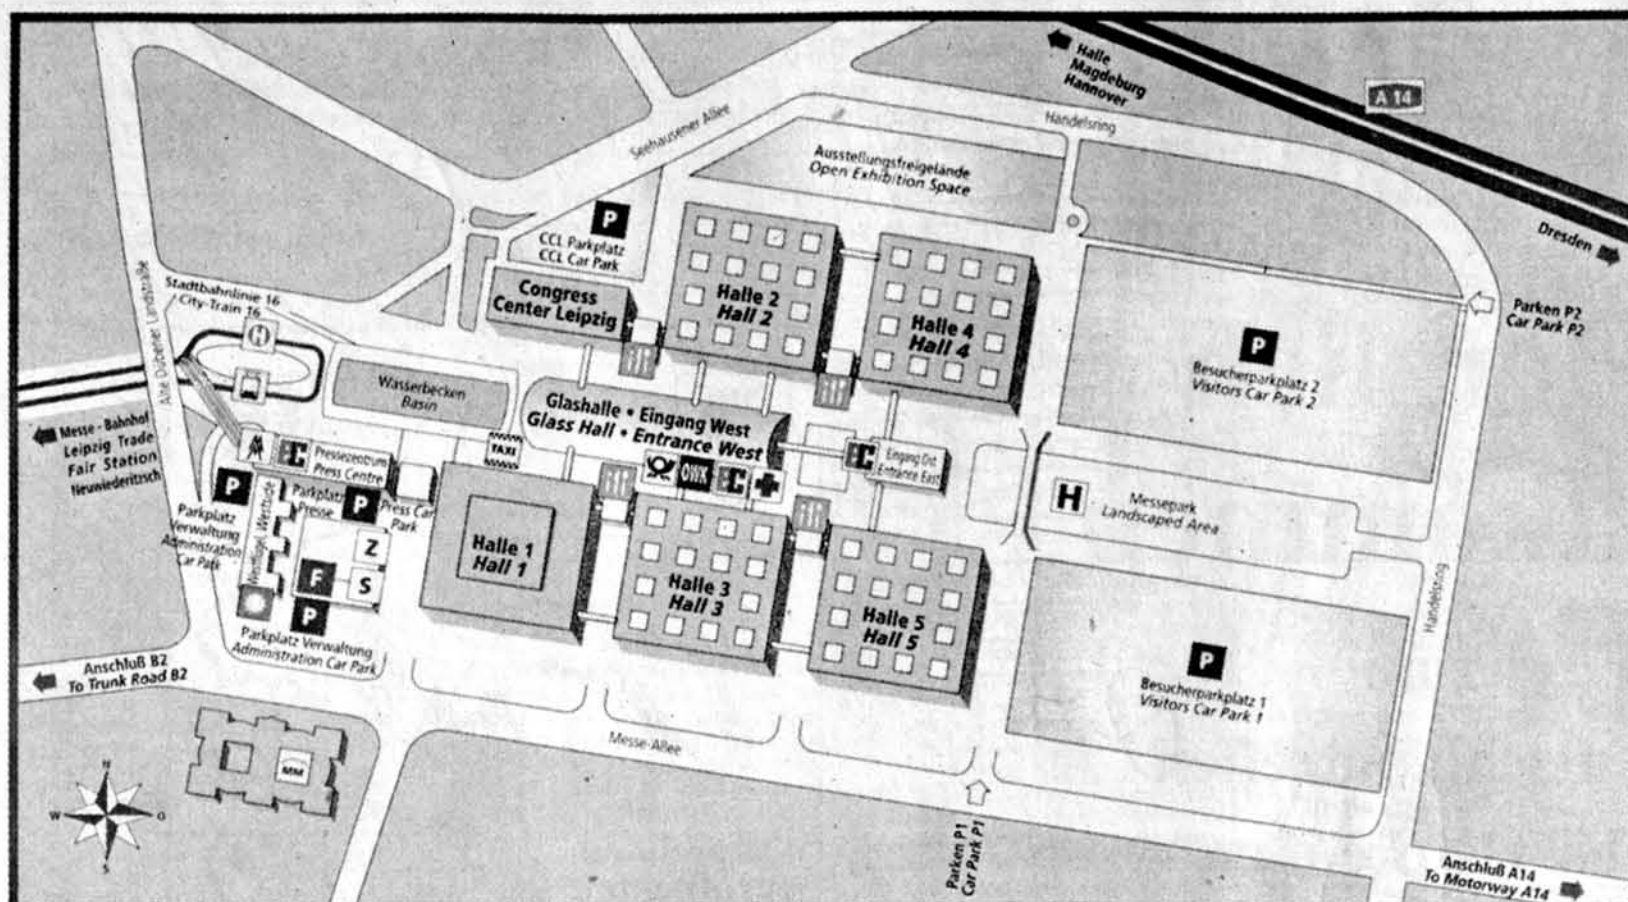 Halle
Magdeburg
Hannover
A 14
Dresden
Handelsring
Seehausener Allee
Ausstellungsfreigelände
Open Exhibition Space
P
CCL Parkplatz
CCL Car Park
Congress
Center Leipzig
Halle 2
Hall 2
Halle 4
Hall 4
Parken P2
Car Park P2
P
Besucherparkplatz 2
Visitors Car Park 2
Alte Dübener Landstraße
Stadtbahnlinie 16
City-Train 16
H
Wasserbecken
Basin
Glashalle • Eingang West
Glass Hall • Entrance West
TAXI
EC
Eingang Ost
Entrance East
Messe - Bahnhof
Leipzig Trade
Fair Station
Neuwiederitzsch
M
EC
Pressezentrum
Press Centre
OWK
EC
P
Parkplatz
Verwaltung
Administration
Car Park
Parkplatz
Presse
P
Press Car
Park
Westside
Z
S
F
P
Parkplatz Verwaltung
Administration Car Park
Halle 1
Hall 1
Halle 3
Hall 3
Halle 5
Hall 5
H
Messepark
Landscaped Area
Handelsring
P
Besucherparkplatz 1
Visitors Car Park 1
Anschluß B2
To Trunk Road B2
MM
Messe-Allee
N
W
O
S
Parken P1
Car Park P1
Anschluß A14
To Motorway A14